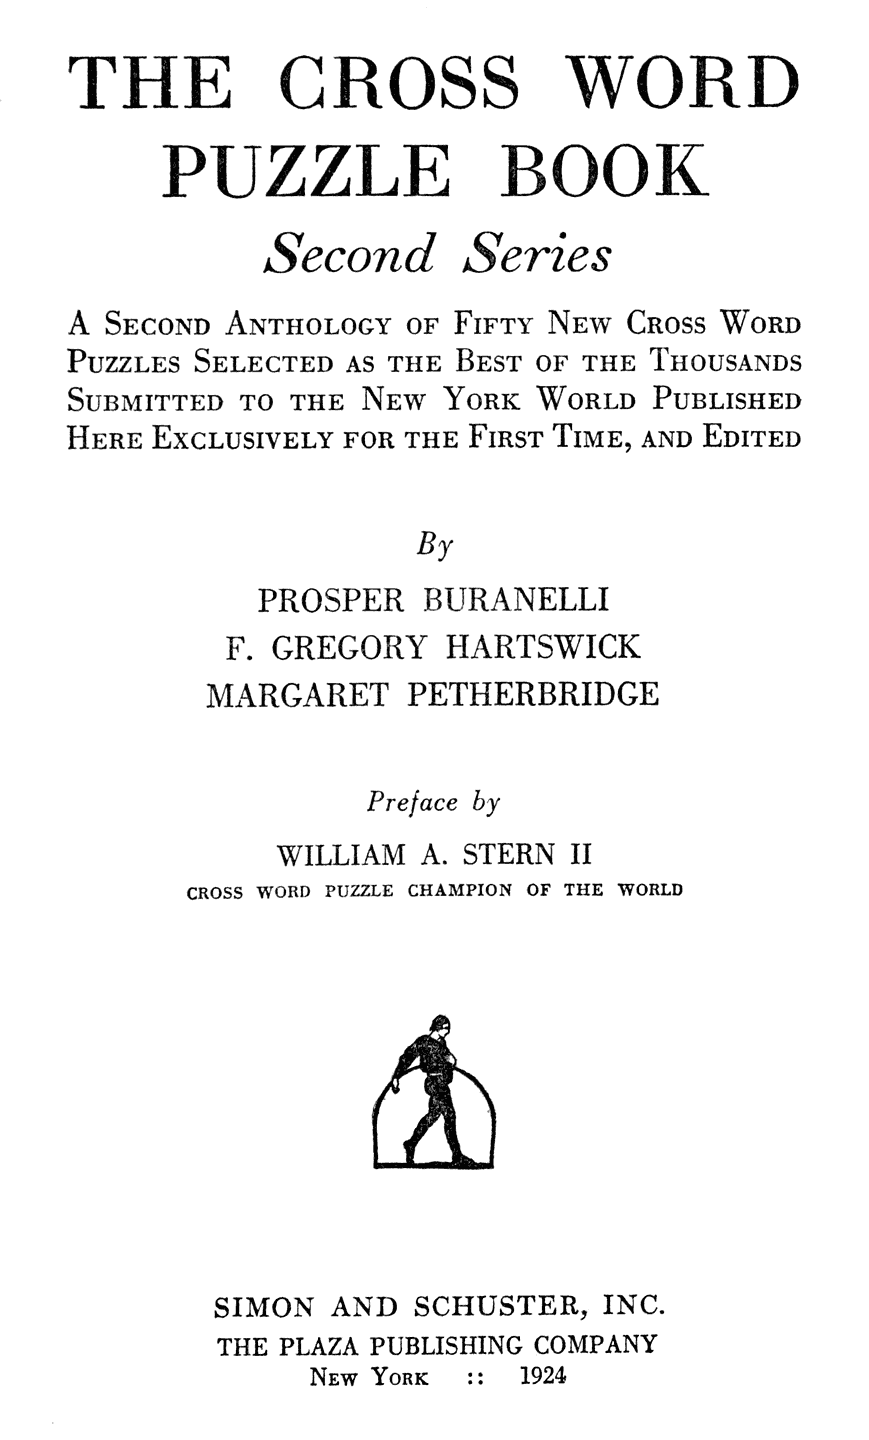 THE CROSS WORD
PUZZLE BOOK
Second Series
A Second Anthology of Fifty New Cross Word
Puzzles Selected as the Best of the Thousands
Submitted to the New York World Published
Here Exclusively for the First Time, and Edited
By
PROSPER BURANELLI
F. GREGORY HARTSWICK
MARGARET PETHERBRIDGE
Preface by
WILLIAM A. STERN II
CROSS WORD PUZZLE CHAMPION OF THE WORLD
SIMON AND SCHUSTER, INC.
THE PLAZA PUBLISHING COMPANY
New York :: 1924